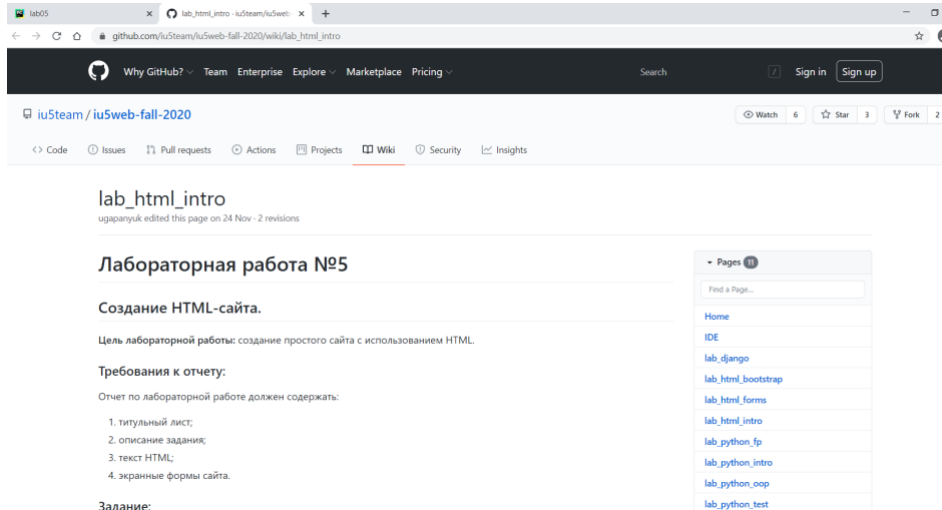 lab05
lab_html_intro · iu5team/iu5web
github.com/iu5team/iu5web-fall-2020/wiki/lab_html_intro
Why GitHub? Team Enterprise Explore Marketplace Pricing Search / Sign in Sign up
iu5team / iu5web-fall-2020
Watch 6 Star 3 Fork 2
Code Issues Pull requests Actions Projects Wiki Security Insights
lab_html_intro
ugapanyuk edited this page on 24 Nov · 2 revisions
Лабораторная работа №5
Создание HTML-сайта.
Цель лабораторной работы: создание простого сайта с использованием HTML.
Требования к отчету:
Отчет по лабораторной работе должен содержать:
1. титульный лист;
2. описание задания;
3. текст HTML;
4. экранные формы сайта.
Задание:
Pages 11
Find a Page...
Home
IDE
lab_django
lab_html_bootstrap
lab_html_forms
lab_html_intro
lab_python_fp
lab_python_intro
lab_python_oop
lab_python_test